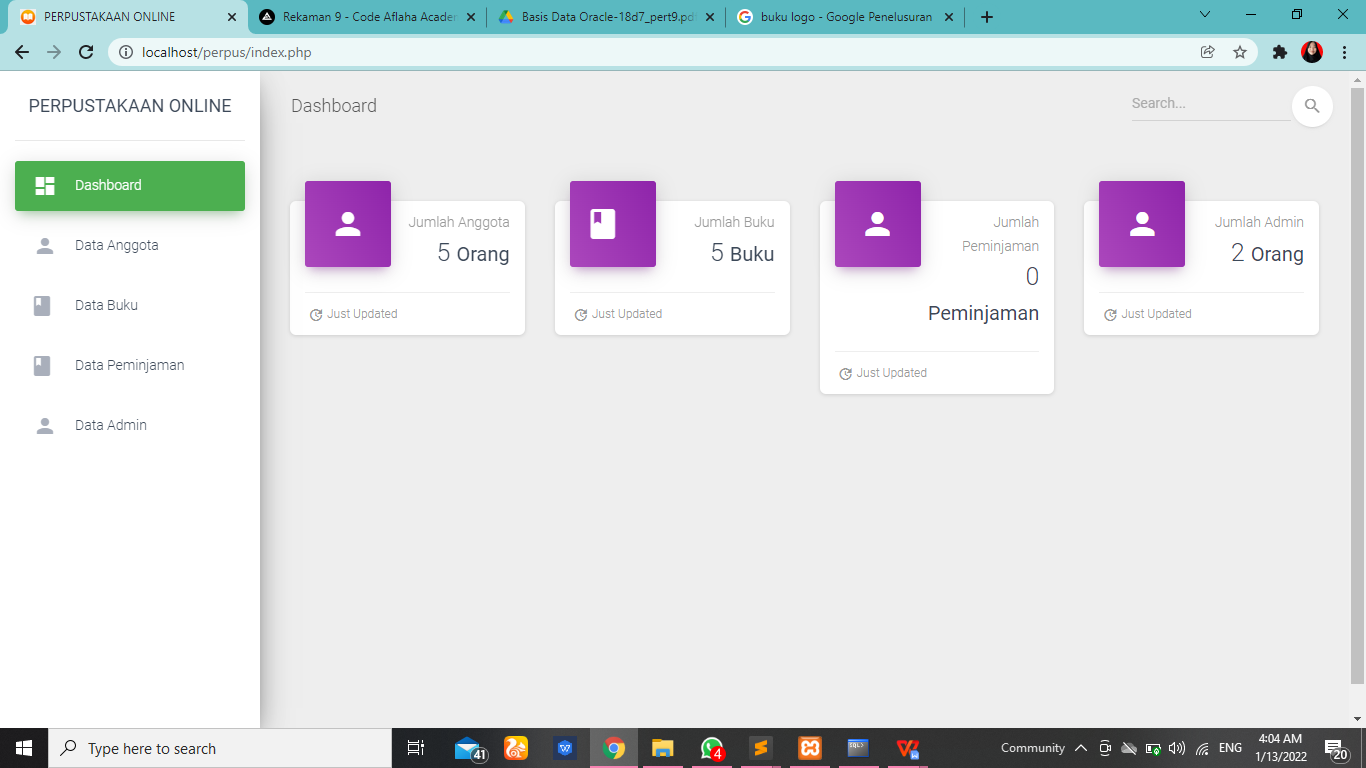 PERPUSTAKAAN ONLINE
Rekaman 9 - Code Aflaha Acader
Basis Data Oracle-18d7_pert9.pdf
buku logo - Google Penelusuran
localhost/perpus/index.php
PERPUSTAKAAN ONLINE
Dashboard
Data Anggota
Data Buku
Data Peminjaman
Data Admin
Dashboard
Search...
Jumlah Anggota
5 Orang
Just Updated
Jumlah Buku
5 Buku
Just Updated
Jumlah
Peminjaman
0
Peminjaman
Just Updated
Jumlah Admin
2 Orang
Just Updated
Type here to search
41
4
SQL>
W
Community
ENG
4:04 AM
1/13/2022
20